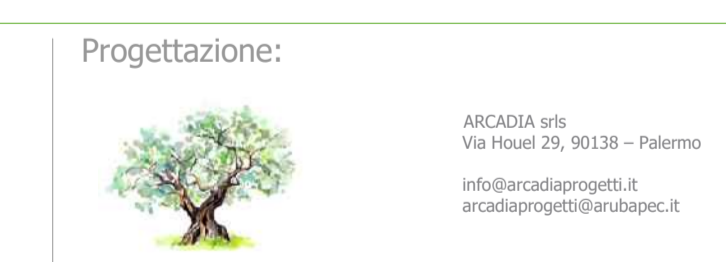 Progettazione:
ARCADIA srls
Via Houel 29, 90138 – Palermo
info@arcadiaprogetti.it
arcadiaprogetti@arubapec.it